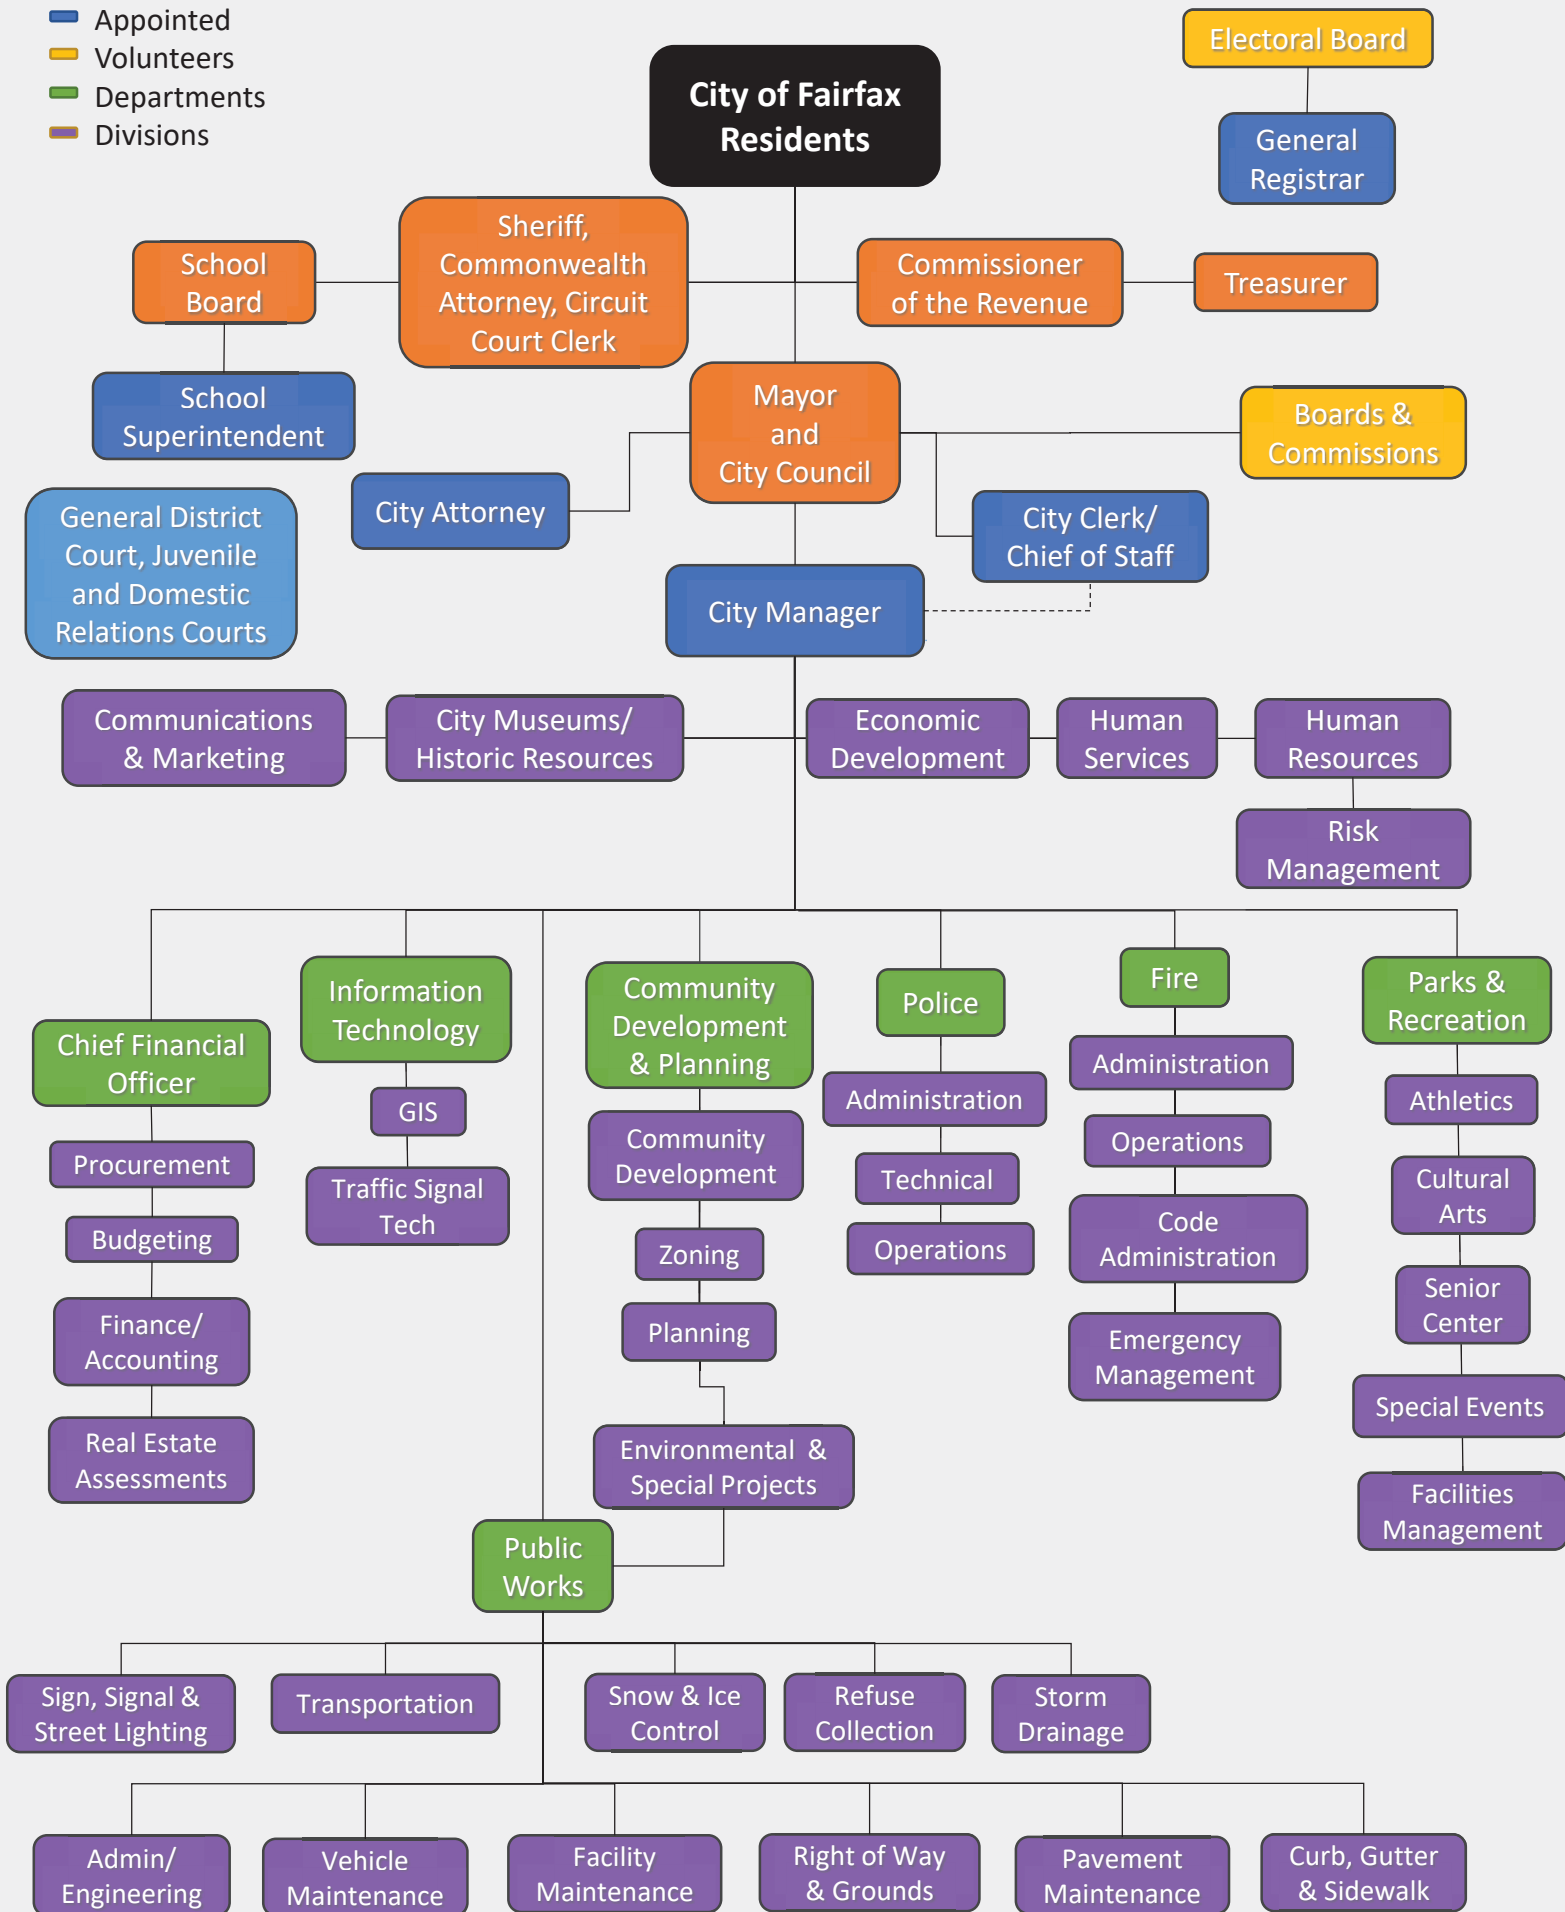 Appointed
Volunteers
Departments
Divisions
Electoral Board
General
Registrar
City of Fairfax
Residents
School
Board
Sheriff,
Commonwealth
Attorney, Circuit
Court Clerk
Commissioner
of the Revenue
Treasurer
School
Superintendent
Mayor
and
City Council
Boards &
Commissions
City Attorney
City Clerk/
Chief of Staff
General District
Court, Juvenile
and Domestic
Relations Courts
City Manager
Communications
& Marketing
City Museums/
Historic Resources
Economic
Development
Human
Services
Human
Resources
Risk
Management
Chief Financial
Officer
Procurement
Budgeting
Finance/
Accounting
Real Estate
Assessments
Information
Technology
GIS
Traffic Signal
Tech
Community
Development
& Planning
Community
Development
Zoning
Planning
Environmental &
Special Projects
Police
Administration
Technical
Operations
Fire
Administration
Operations
Code
Administration
Emergency
Management
Parks &
Recreation
Athletics
Cultural
Arts
Senior
Center
Special Events
Facilities
Management
Public
Works
Sign, Signal &
Street Lighting
Transportation
Snow & Ice
Control
Refuse
Collection
Storm
Drainage
Admin/
Engineering
Vehicle
Maintenance
Facility
Maintenance
Right of Way
& Grounds
Pavement
Maintenance
Curb, Gutter
& Sidewalk